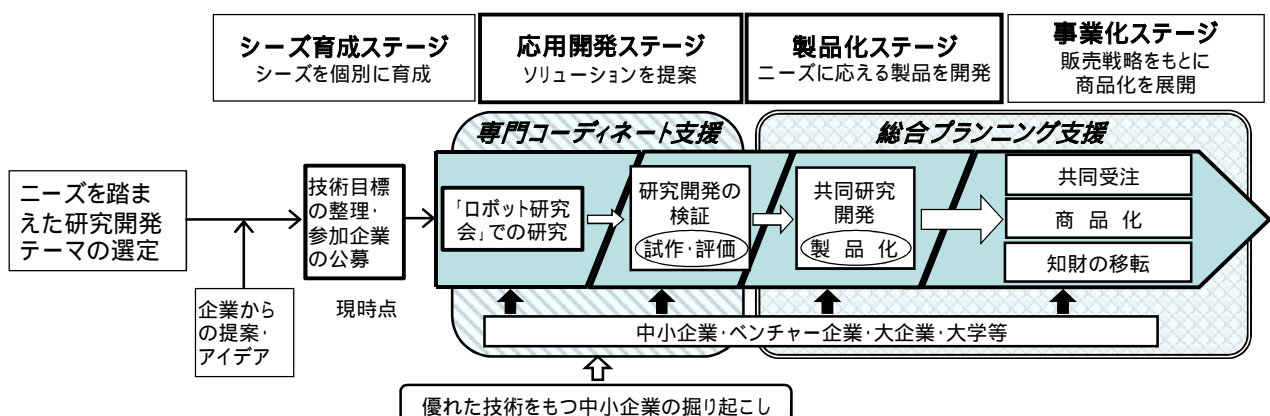 シーズ育成ステージ
シーズを個別に育成
応用開発ステージ
ソリューションを提案
製品化ステージ
ニーズに応える製品を開発
事業化ステージ
販売戦略をもとに
商品化を展開
専門コーディネート支援
総合プランニング支援
ニーズを踏ま
えた研究開発
テーマの選定
企業から
の提案・
アイデア
技術目標
の整理・
参加企業
の公募
現時点
「ロボット研究
会」での研究
研究開発の
検証
試作・評価
共同研究
開発
製 品 化
共同受注
商 品 化
知財の移転
中小企業・ベンチャー企業・大企業・大学等
優れた技術をもつ中小企業の掘り起こし